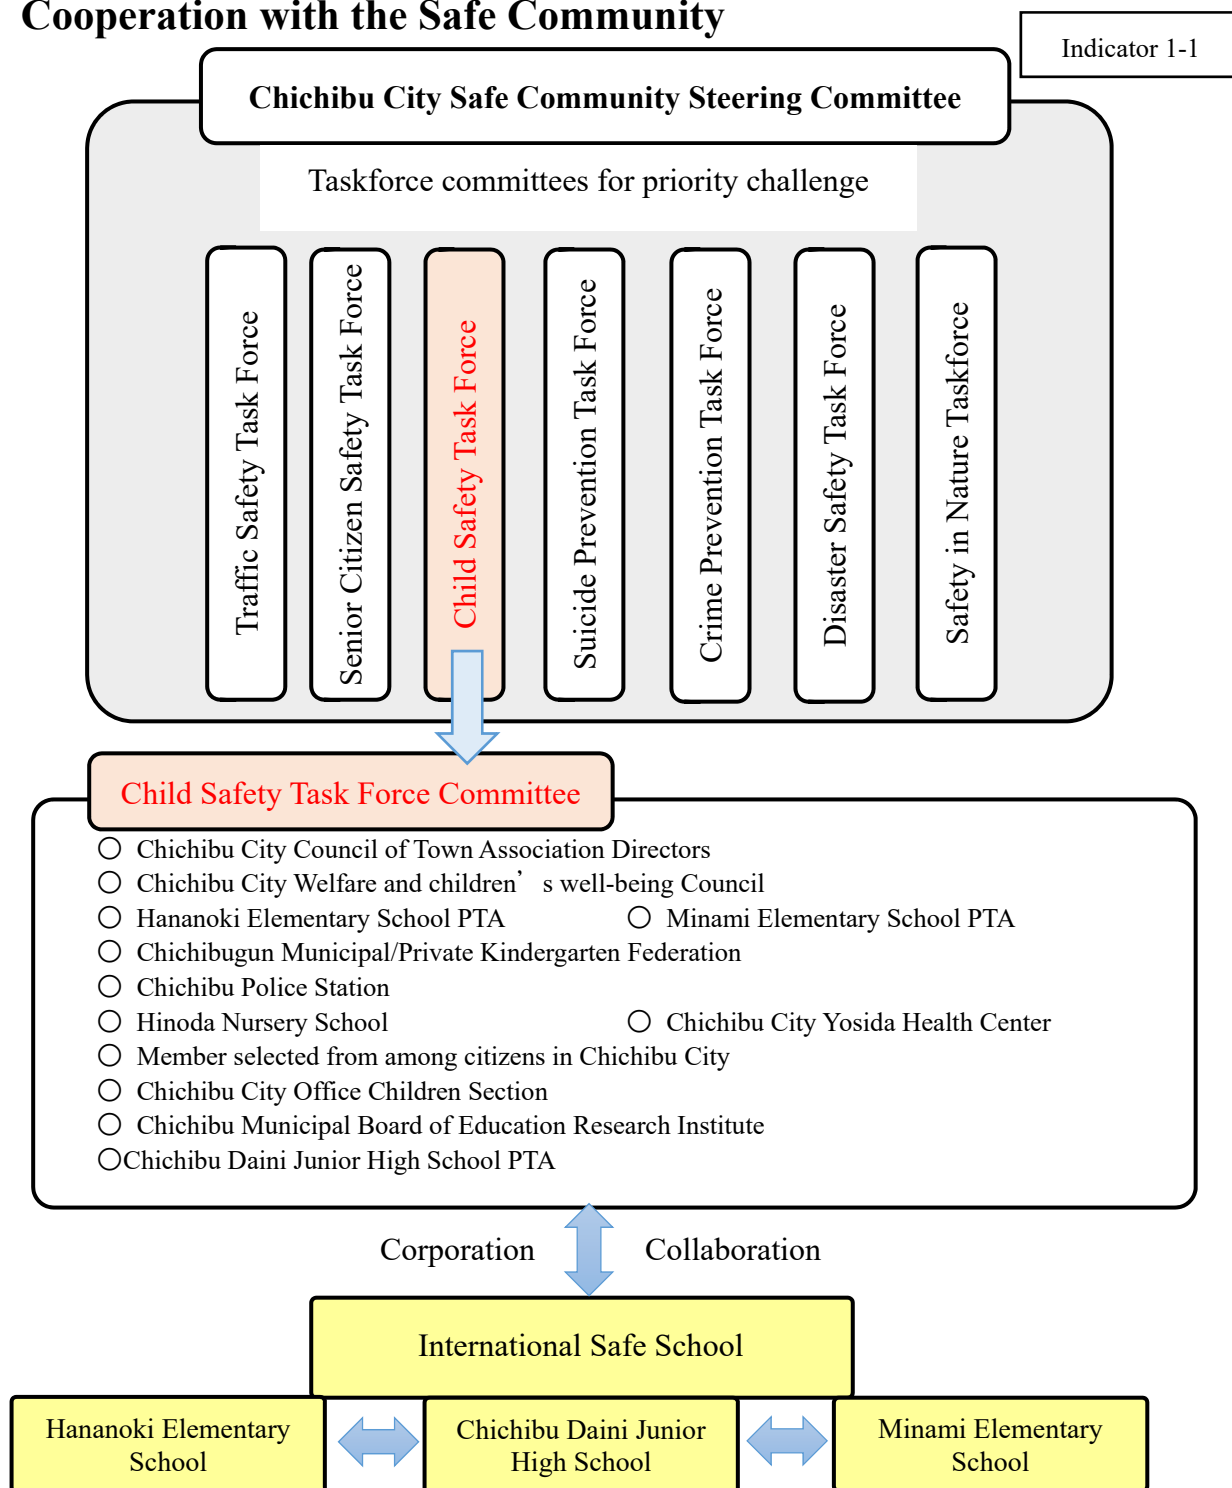 Cooperation with the Safe Community
Indicator 1-1
Chichibu City Safe Community Steering Committee
Taskforce committees for priority challenge
Traffic Safety Task Force
Senior Citizen Safety Task Force
Child Safety Task Force
Suicide Prevention Task Force
Crime Prevention Task Force
Disaster Safety Task Force
Safety in Nature Taskforce
Child Safety Task Force Committee
○ Chichibu City Council of Town Association Directors
○ Chichibu City Welfare and children’s well-being Council
○ Hananoki Elementary School PTA ○ Minami Elementary School PTA
○ Chichibugun Municipal/Private Kindergarten Federation
○ Chichibu Police Station
○ Hinoda Nursery School ○ Chichibu City Yosida Health Center
○ Member selected from among citizens in Chichibu City
○ Chichibu City Office Children Section
○ Chichibu Municipal Board of Education Research Institute
○Chichibu Daini Junior High School PTA
Corporation Collaboration
International Safe School
Hananoki Elementary
School
Chichibu Daini Junior
High School
Minami Elementary
School